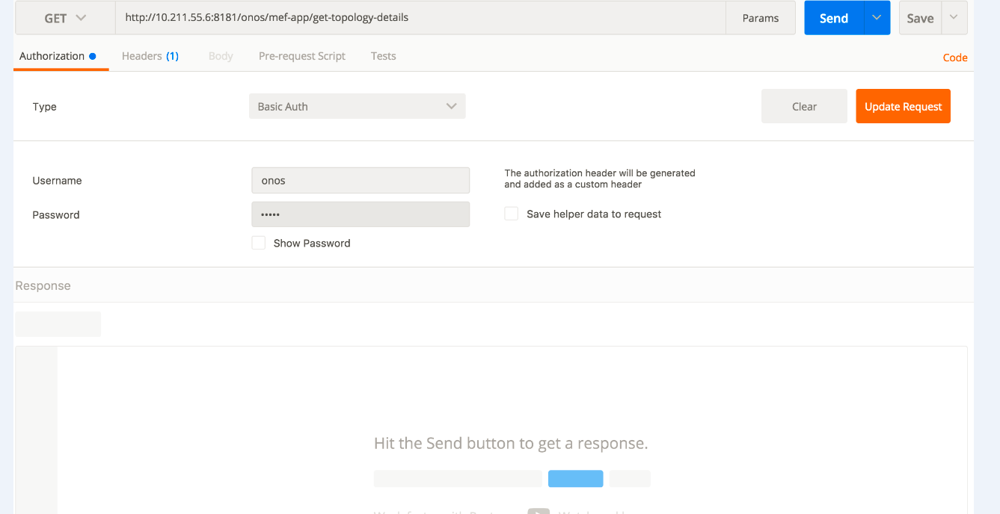 GET http://10.211.55.6:8181/onos/mef-app/get-topology-details Params Send Save
Authorization Headers (1) Body Pre-request Script Tests Code
Type Basic Auth Clear Update Request
Username onos The authorization header will be generated
and added as a custom header
Password ••••• Save helper data to request
Show Password
Response
Hit the Send button to get a response.